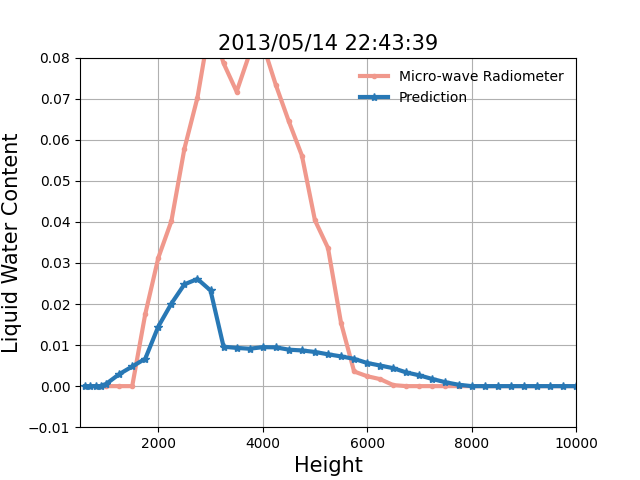 2013/05/14 22:43:39
Micro-wave Radiometer
Prediction
Liquid Water Content
0.08
0.07
0.06
0.05
0.04
0.03
0.02
0.01
0.00
−0.01
2000 4000 6000 8000 10000
Height